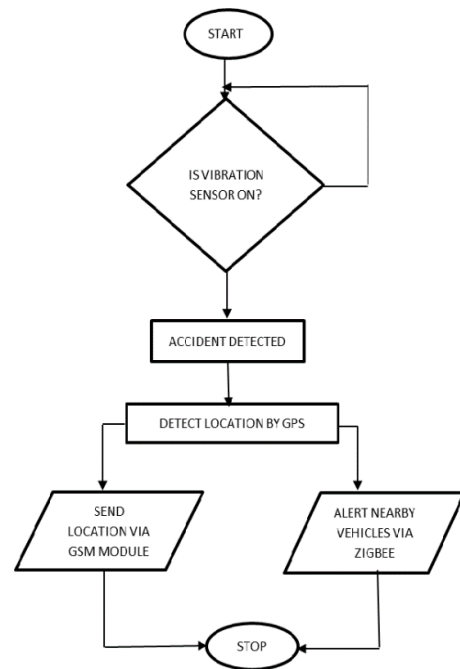 START
IS VIBRATION
SENSOR ON?
ACCIDENT DETECTED
DETECT LOCATION BY GPS
SEND
LOCATION VIA
GSM MODULE
ALERT NEARBY
VEHICLES VIA
ZIGBEE
STOP